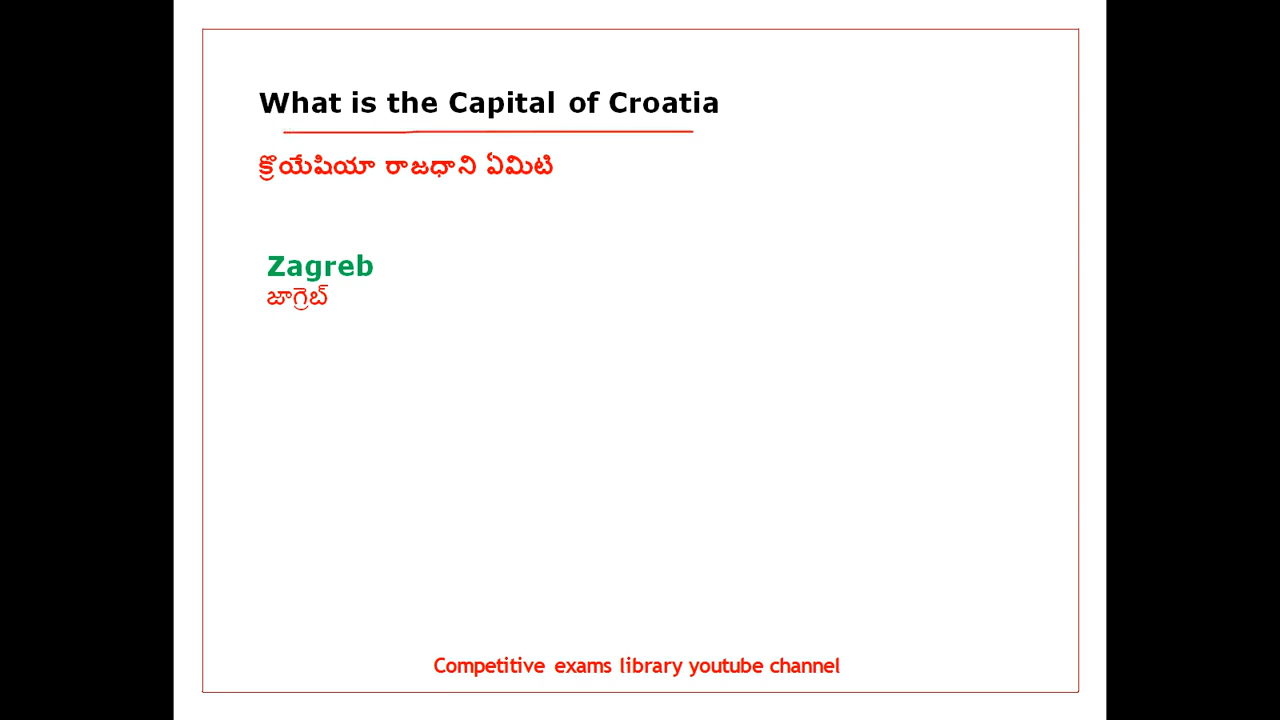 What is the Capital of Croatia
క్రొయేషియా రాజధాని ఏమిటి
Zagreb
జాగ్రెబ్
Competitive exams library youtube channel